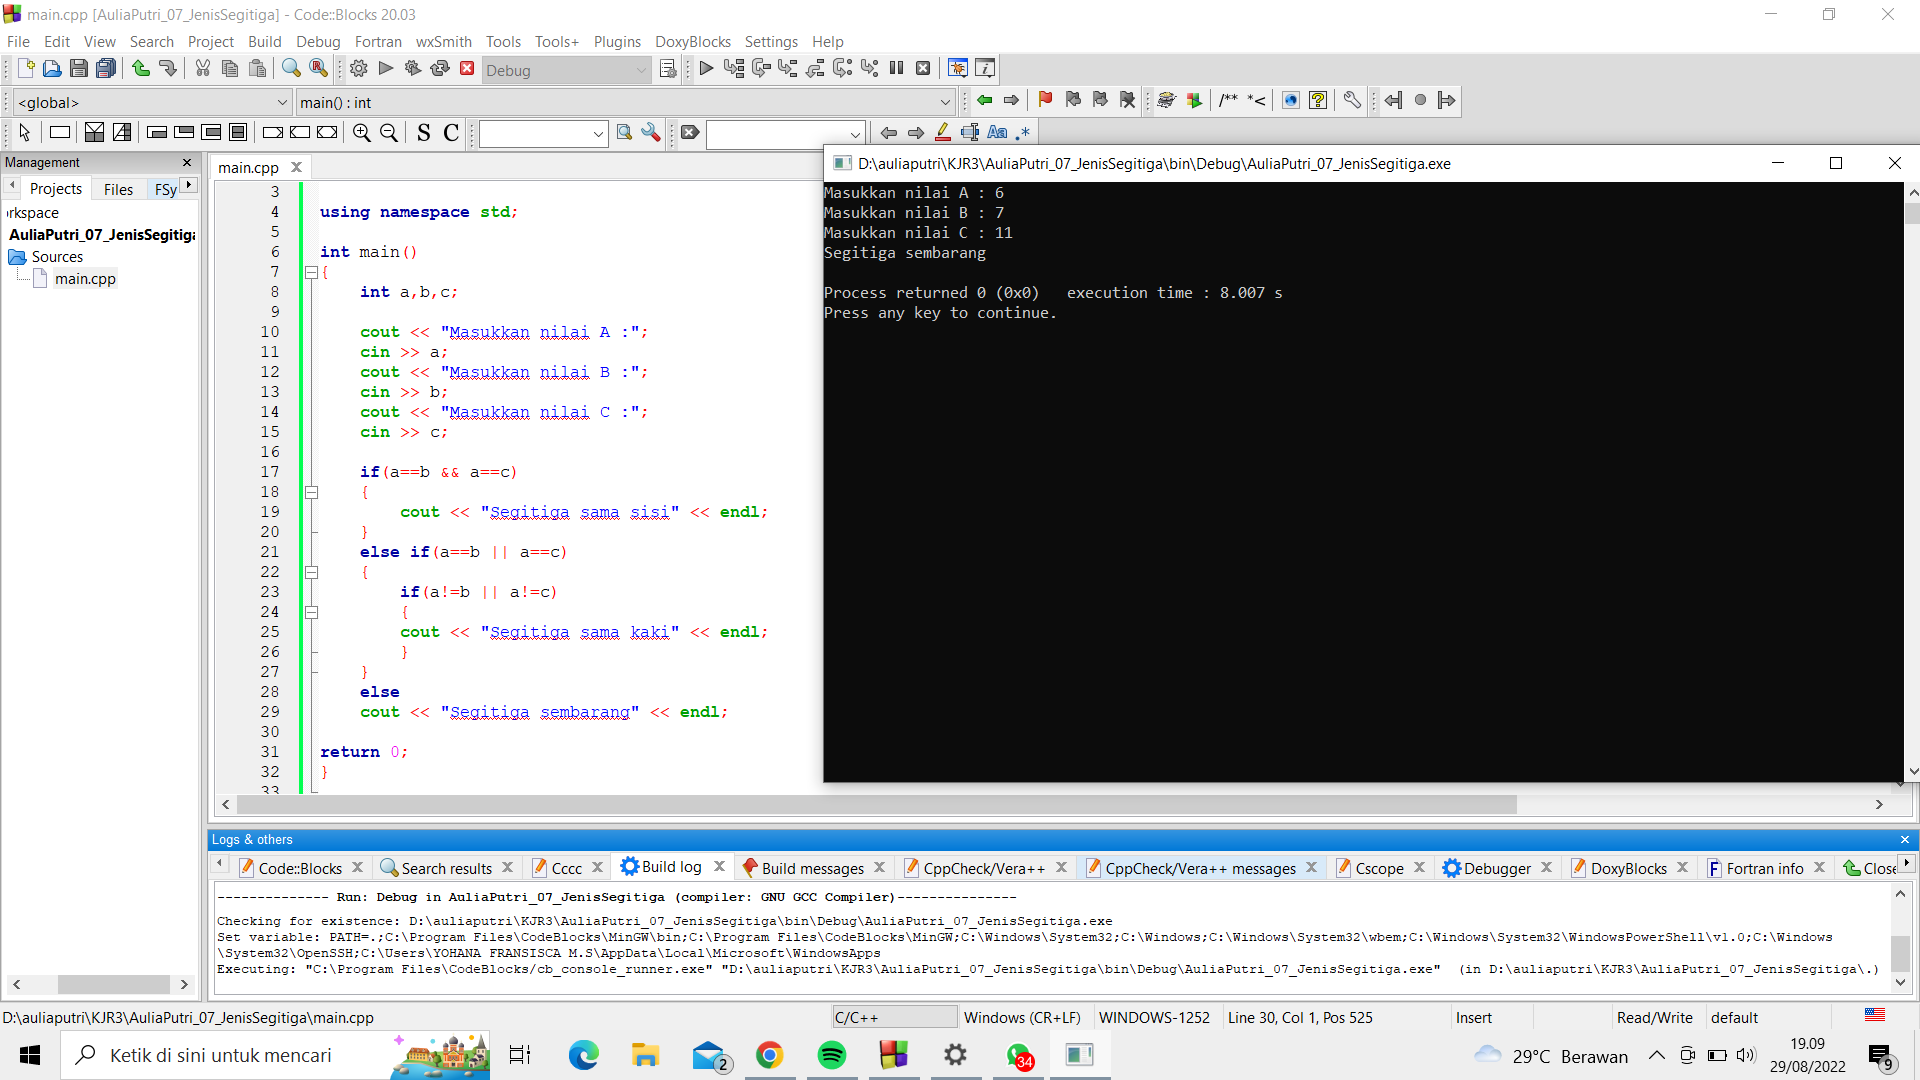 main.cpp [AuliaPutri_07_JenisSegitiga] - Code::Blocks 20.03
File Edit View Search Project Build Debug Fortran wxSmith Tools Tools+ Plugins DoxyBlocks Settings Help
Debug
<global> main() : int
/** *<
S C Aa .*
Management
Projects Files FSy
rkspace
AuliaPutri_07_JenisSegitiga
Sources
main.cpp
main.cpp
3
4 using namespace std;
5
6 int main()
7 {
8 int a,b,c;
9
10 cout << "Masukkan nilai A :";
11 cin >> a;
12 cout << "Masukkan nilai B :";
13 cin >> b;
14 cout << "Masukkan nilai C :";
15 cin >> c;
16
17 if(a==b && a==c)
18 {
19 cout << "Segitiga sama sisi" << endl;
20 }
21 else if(a==b || a==c)
22 {
23 if(a!=b || a!=c)
24 {
25 cout << "Segitiga sama kaki" << endl;
26 }
27 }
28 else
29 cout << "Segitiga sembarang" << endl;
30
31 return 0;
32 }
33
D:\auliaputri\KJR3\AuliaPutri_07_JenisSegitiga\bin\Debug\AuliaPutri_07_JenisSegitiga.exe
Masukkan nilai A : 6
Masukkan nilai B : 7
Masukkan nilai C : 11
Segitiga sembarang
Process returned 0 (0x0) execution time : 8.007 s
Press any key to continue.
Logs & others
Code::Blocks Search results Cccc Build log Build messages CppCheck/Vera++ CppCheck/Vera++ messages Cscope Debugger DoxyBlocks Fortran info Close
-------------- Run: Debug in AuliaPutri_07_JenisSegitiga (compiler: GNU GCC Compiler)---------------
Checking for existence: D:\auliaputri\KJR3\AuliaPutri_07_JenisSegitiga\bin\Debug\AuliaPutri_07_JenisSegitiga.exe
Set variable: PATH=.;C:\Program Files\CodeBlocks\MinGW\bin;C:\Program Files\CodeBlocks\MinGW;C:\Windows\System32;C:\Windows;C:\Windows\System32\wbem;C:\Windows\System32\WindowsPowerShell\v1.0;C:\Windows
\System32\OpenSSH;C:\Users\YOHANA FRANSISCA M.S\AppData\Local\Microsoft\WindowsApps
Executing: "C:\Program Files\CodeBlocks/cb_console_runner.exe" "D:\auliaputri\KJR3\AuliaPutri_07_JenisSegitiga\bin\Debug\AuliaPutri_07_JenisSegitiga.exe" (in D:\auliaputri\KJR3\AuliaPutri_07_JenisSegitiga\.)
D:\auliaputri\KJR3\AuliaPutri_07_JenisSegitiga\main.cpp C/C++ Windows (CR+LF) WINDOWS-1252 Line 30, Col 1, Pos 525 Insert Read/Write default
Ketik di sini untuk mencari 2 34 29°C Berawan 19.09 9
29/08/2022